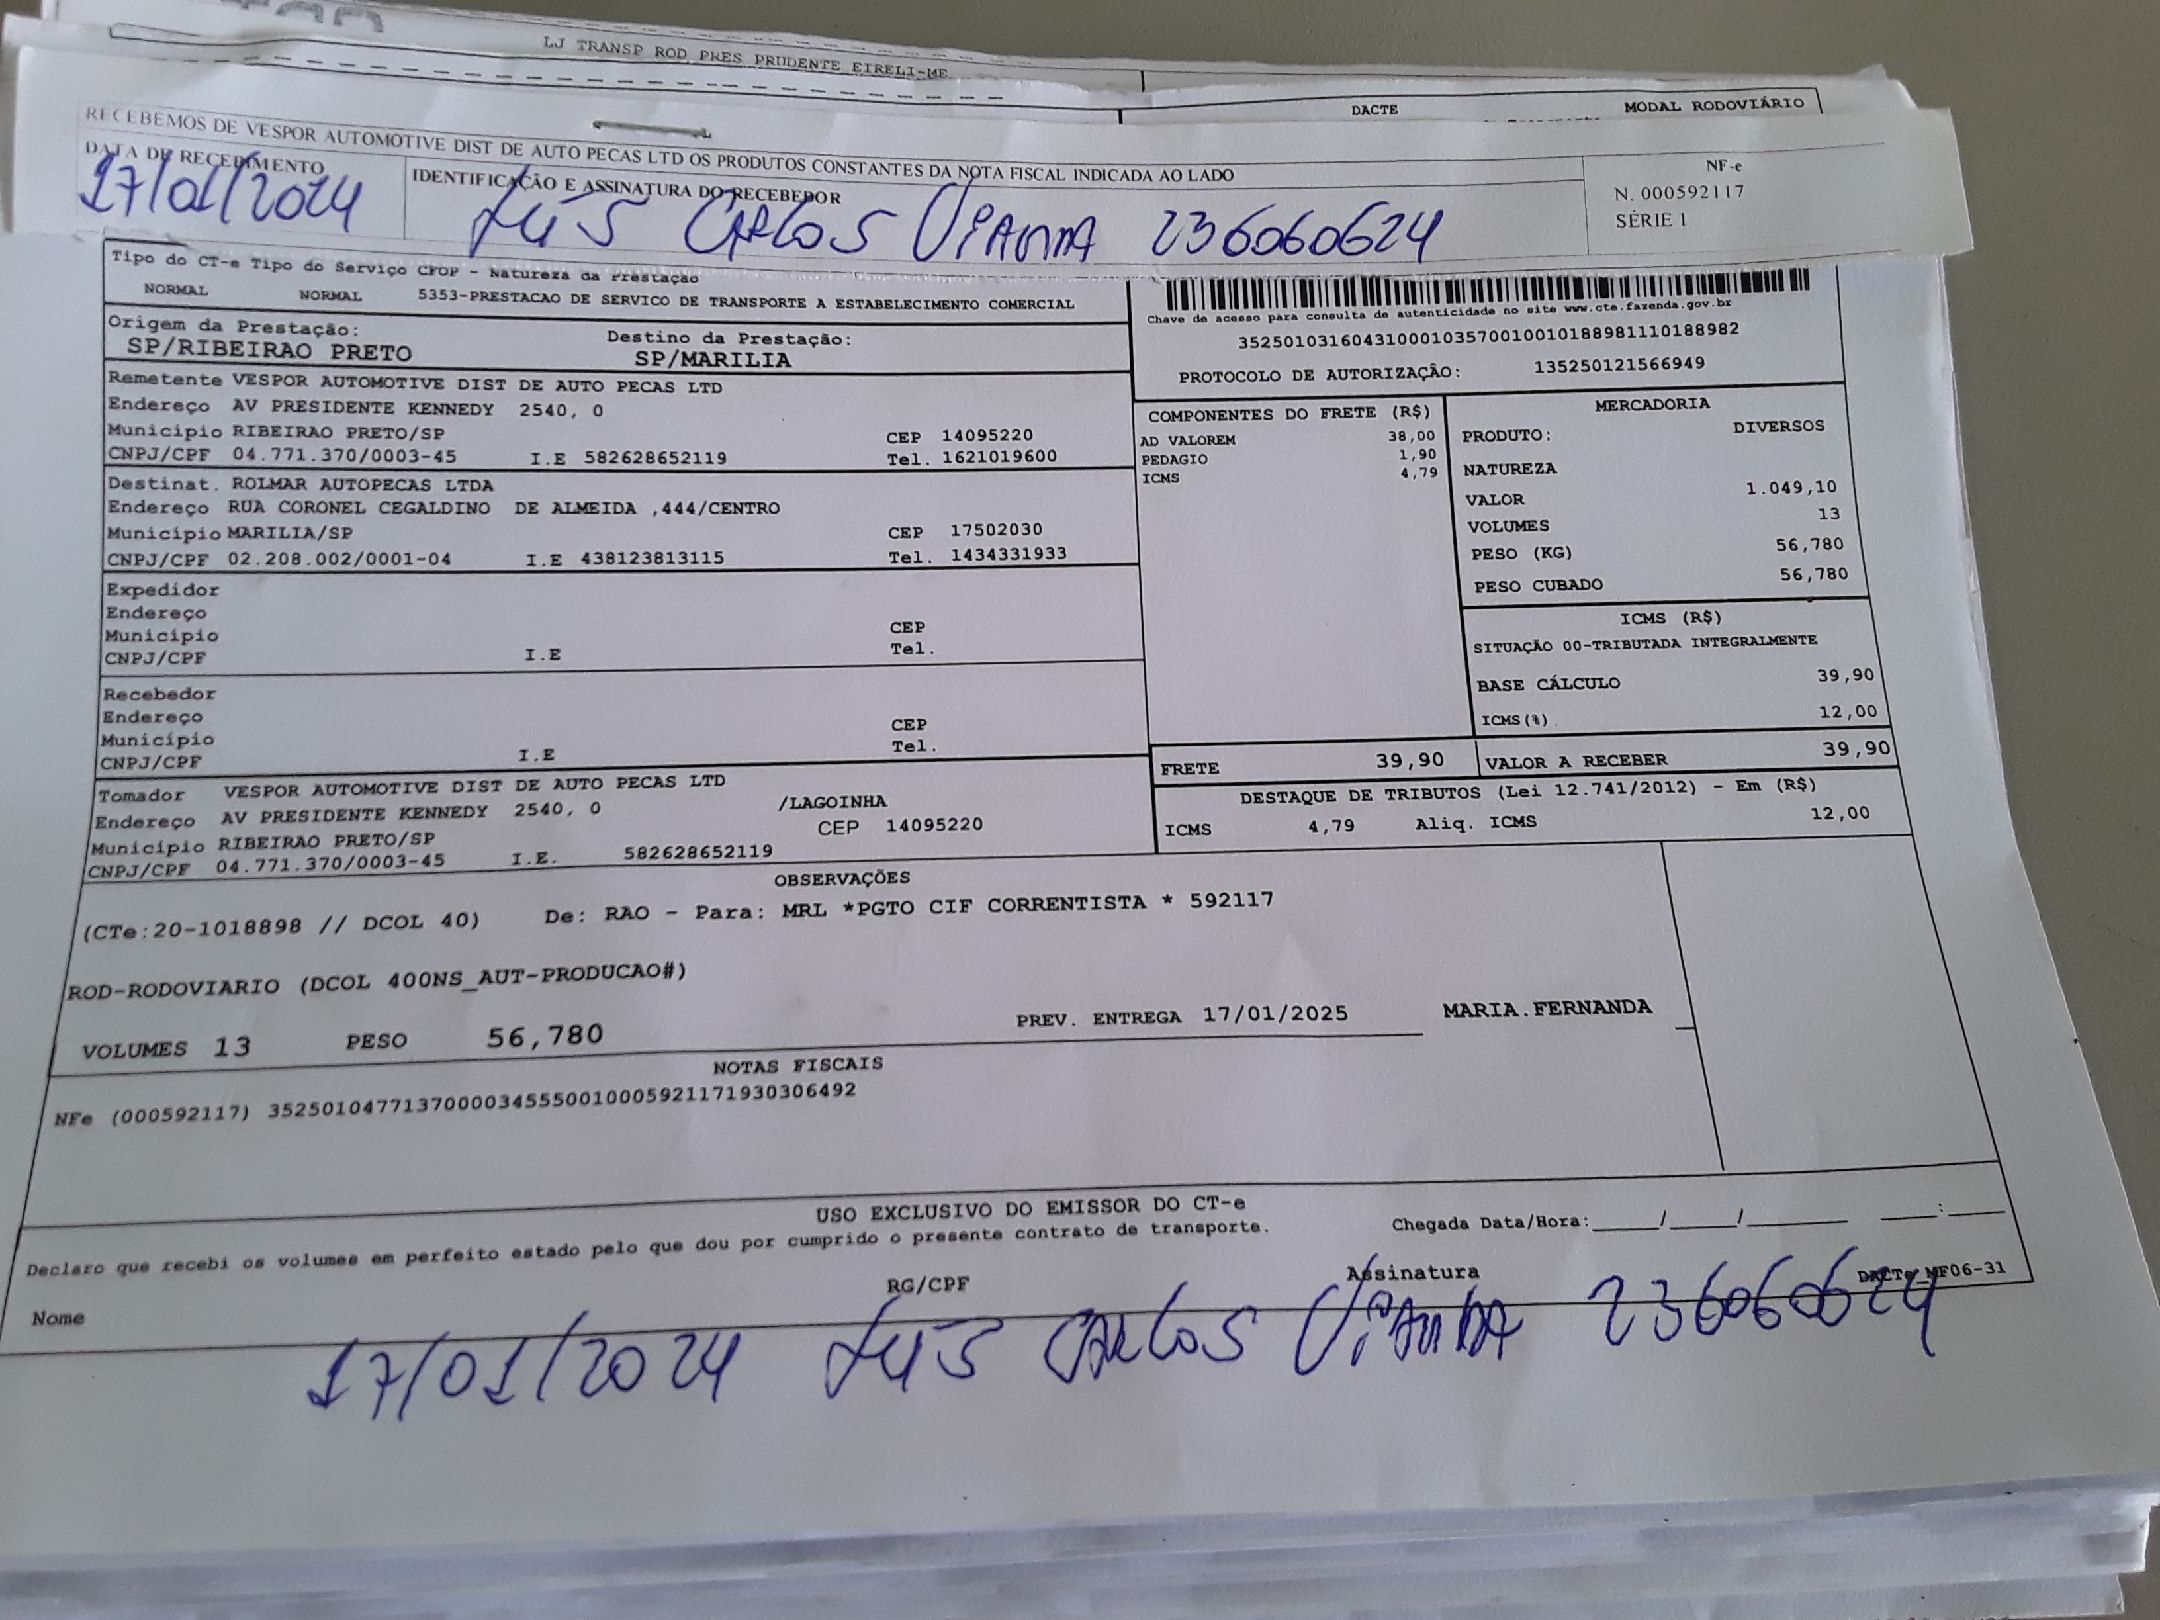 LJ TRANSP ROD PRES PRUDENTE EIRELI-ME
DACTE MODAL RODOVIÁRIO
RECEBEMOS DE VESPOR AUTOMOTIVE DIST DE AUTO PECAS LTD OS PRODUTOS CONSTANTES DA NOTA FISCAL INDICADA AO LADO
NF-e
N. 000592117
SÉRIE 1
DATA DE RECEBIMENTO
17/01/2024
IDENTIFICAÇÃO E ASSINATURA DO RECEBEDOR
Luís Carlos Vianna 236060624
Tipo do CT-e Tipo do Serviço CFOP - Natureza da Prestação
NORMAL NORMAL 5353-PRESTACAO DE SERVICO DE TRANSPORTE A ESTABELECIMENTO COMERCIAL
Chave de acesso para consulta de autenticidade no site www.cte.fazenda.gov.br
35250103160431000103570010010188981110188982
PROTOCOLO DE AUTORIZAÇÃO: 135250121566949
Origem da Prestação: Destino da Prestação:
SP/RIBEIRAO PRETO SP/MARILIA
Remetente VESPOR AUTOMOTIVE DIST DE AUTO PECAS LTD
Endereço AV PRESIDENTE KENNEDY 2540, 0
Município RIBEIRAO PRETO/SP CEP 14095220
CNPJ/CPF 04.771.370/0003-45 I.E 582628652119 Tel. 1621019600
Destinat. ROLMAR AUTOPECAS LTDA
Endereço RUA CORONEL CEGALDINO DE ALMEIDA ,444/CENTRO
Município MARILIA/SP CEP 17502030
CNPJ/CPF 02.208.002/0001-04 I.E 438123813115 Tel. 1434331933
Expedidor
Endereço
Município CEP
CNPJ/CPF I.E Tel.
Recebedor
Endereço
Município CEP
CNPJ/CPF I.E Tel.
Tomador VESPOR AUTOMOTIVE DIST DE AUTO PECAS LTD
Endereço AV PRESIDENTE KENNEDY 2540, 0 /LAGOINHA
Município RIBEIRAO PRETO/SP CEP 14095220
CNPJ/CPF 04.771.370/0003-45 I.E. 582628652119
COMPONENTES DO FRETE (R$)
AD VALOREM 38,00
PEDAGIO 1,90
ICMS 4,79
MERCADORIA
PRODUTO: DIVERSOS
NATUREZA
VALOR 1.049,10
VOLUMES 13
PESO (KG) 56,780
PESO CUBADO 56,780
ICMS (R$)
SITUAÇÃO 00-TRIBUTADA INTEGRALMENTE
BASE CÁLCULO 39,90
ICMS(%) 12,00
FRETE 39,90 VALOR A RECEBER 39,90
DESTAQUE DE TRIBUTOS (Lei 12.741/2012) - Em (R$)
ICMS 4,79 Aliq. ICMS 12,00
OBSERVAÇÕES
(CTe:20-1018898 // DCOL 40) De: RAO - Para: MRL *PGTO CIF CORRENTISTA * 592117
ROD-RODOVIARIO (DCOL 400NS_AUT-PRODUCAO#)
VOLUMES 13 PESO 56,780 PREV. ENTREGA 17/01/2025 MARIA.FERNANDA
NOTAS FISCAIS
NFe (000592117) 35250104771370000345550010005921171930306492
USO EXCLUSIVO DO EMISSOR DO CT-e
Declaro que recebi os volumes em perfeito estado pelo que dou por cumprido o presente contrato de transporte. Chegada Data/Hora:_____/_____/_______ ____:____
Nome RG/CPF Assinatura DACTe_MF06-31
17/01/2024 Luís Carlos Vianna 236060624